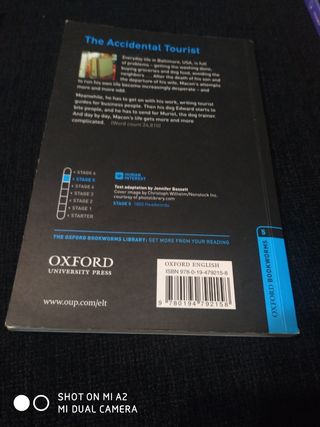 The Accidental Tourist
Everyday life in Baltimore, USA, is full
of problems – getting the washing done,
buying groceries and dog food, avoiding the
neighbors . . . After the death of his son and
the departure of his wife, Macon's attempts
to run his own life become increasingly desperate – and
more and more odd.
Meanwhile, he has to get on with his work, writing tourist
guides for business people. Then his dog Edward starts to
bite people, and he has to send for Muriel, the dog trainer.
And day by day, Macon's life gets more and more
complicated. (Word count 24,810)
STAGE 6
STAGE 5
STAGE 4
STAGE 3
STAGE 2
STAGE 1
STARTER
HUMAN
INTEREST
Text adaptation by Jennifer Bassett
Cover image by Christoph Wilhelm/Nonstock Inc.
courtesy of photolibrary.com
STAGE 5 1800 Headwords
THE OXFORD BOOKWORMS LIBRARY: GET MORE FROM YOUR READING
OXFORD
UNIVERSITY PRESS
www.oup.com/elt
OXFORD ENGLISH
ISBN 978-0-19-479215-8
9 780194 792158
OXFORD BOOKWORMS 5
SHOT ON MI A2
MI DUAL CAMERA